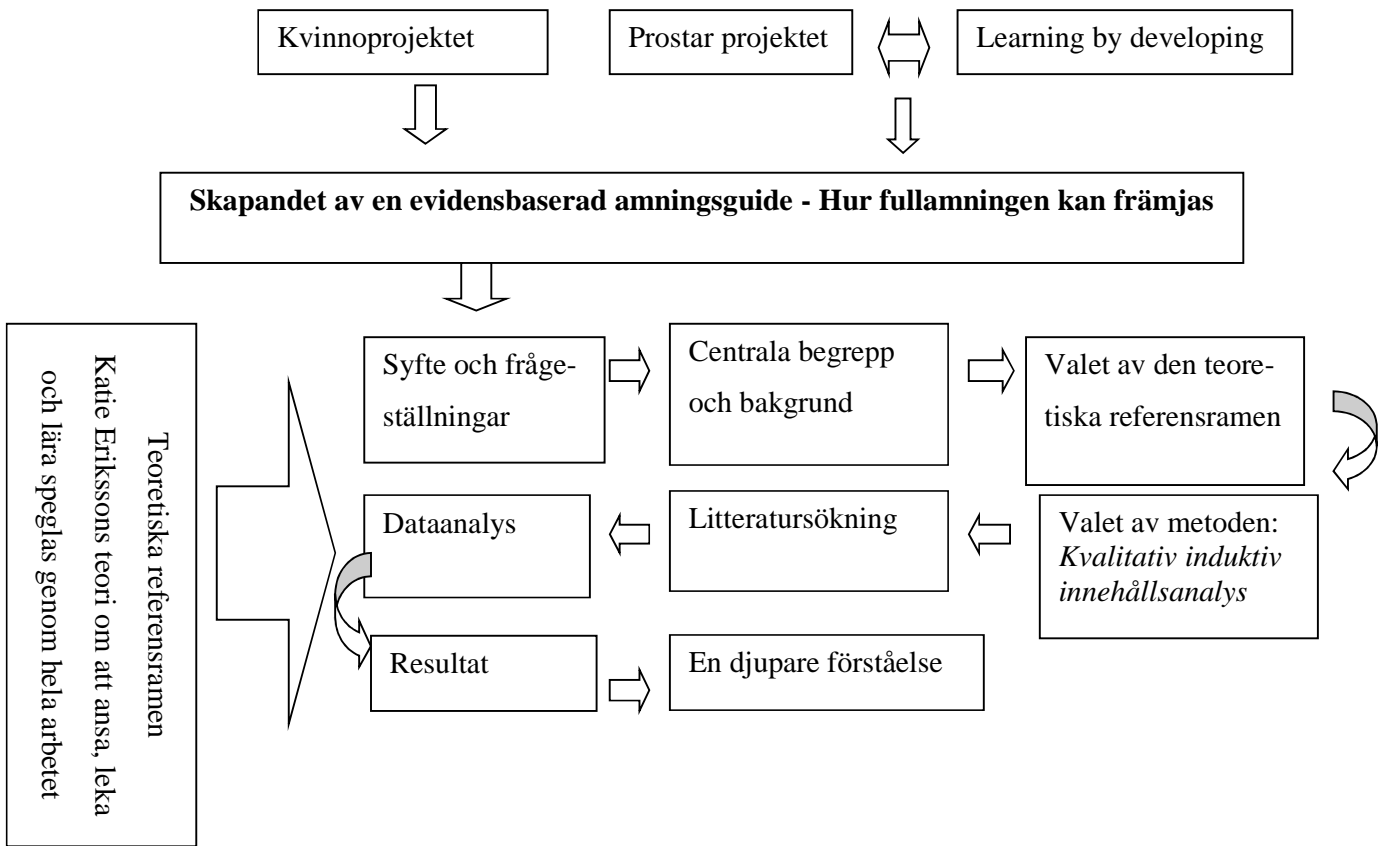 Kvinnoprojektet
Prostar projektet
Learning by developing
Skapandet av en evidensbaserad amningsguide - Hur fullamningen kan främjas
Teoretiska referensramen
Katie Erikssons teori om att ansa, leka
och lära speglas genom hela arbetet
Syfte och fråge-
ställningar
Centrala begrepp
och bakgrund
Valet av den teore-
tiska referensramen
Dataanalys
Litteratursökning
Valet av metoden:
Kvalitativ induktiv
innehållsanalys
Resultat
En djupare förståelse